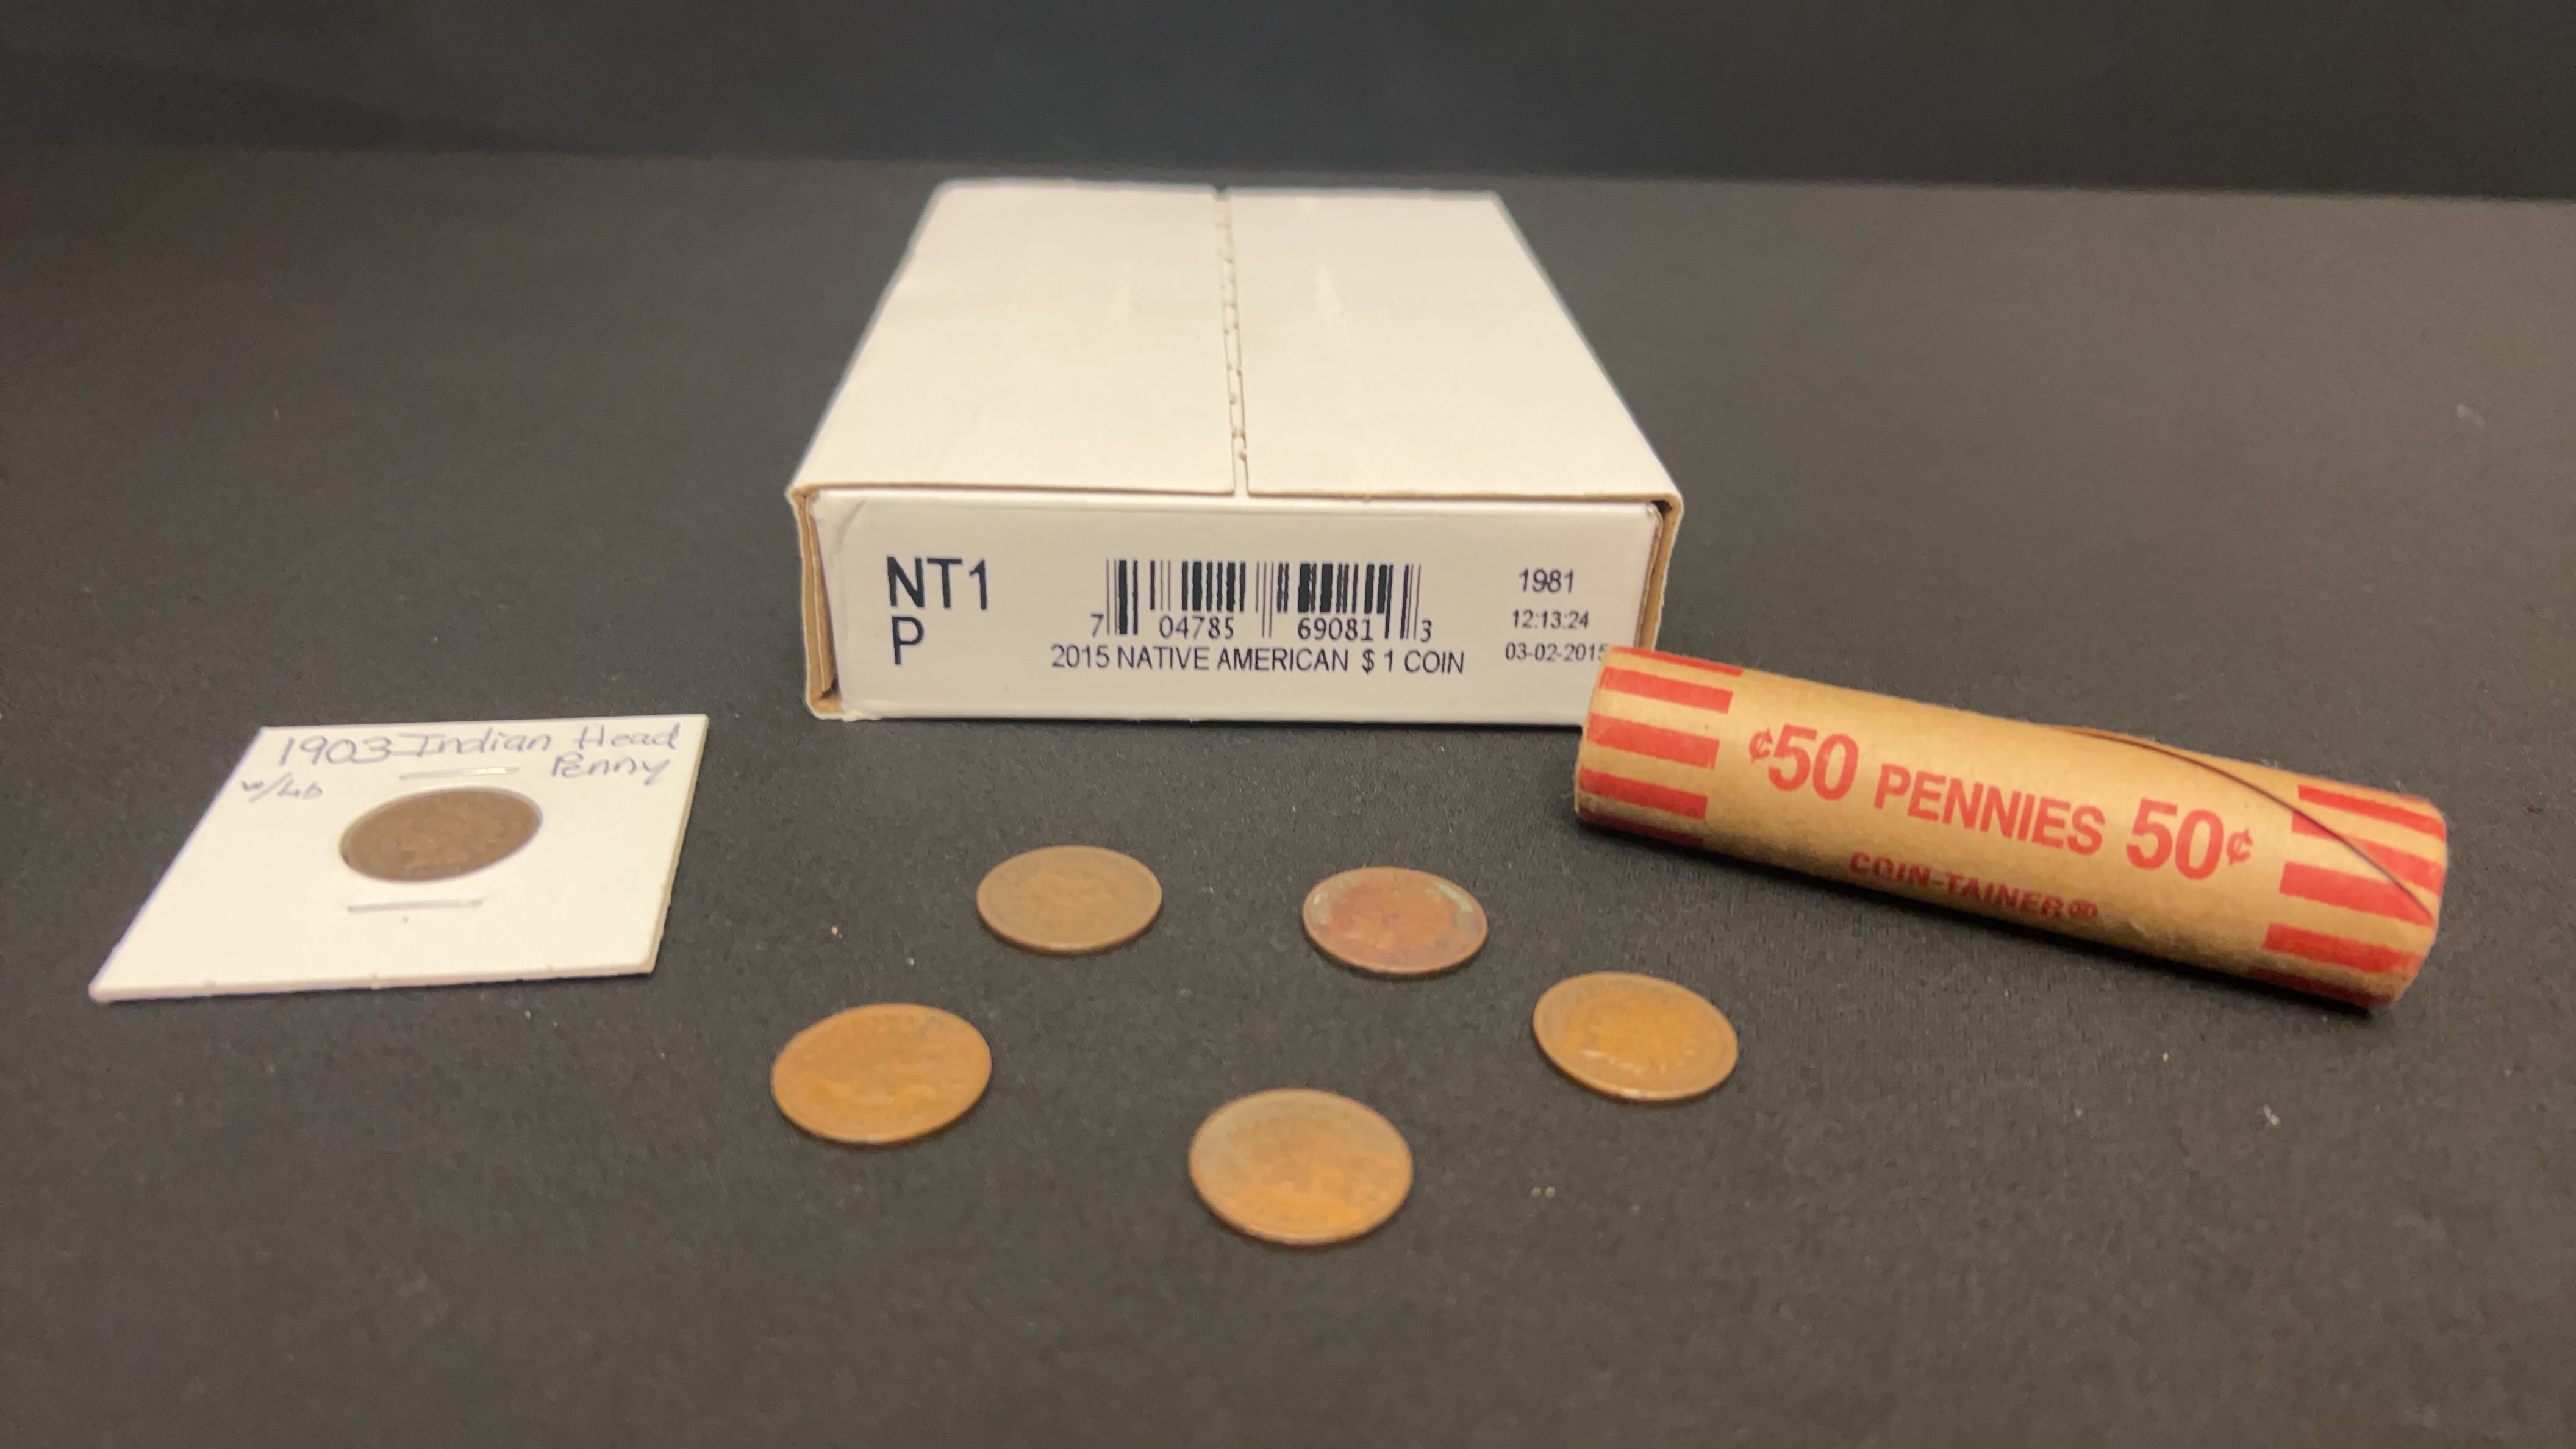 NT1
P
7 04785 69081 3
2015 NATIVE AMERICAN $ 1 COIN
1981
12:13:24
03-02-2015
1903 Indian Head
Penny
¢50 PENNIES 50¢
COIN-TAINER®